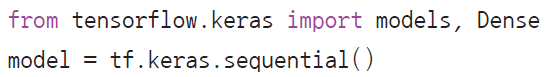 from tensorflow.keras import models, Dense
model = tf.keras.sequential()